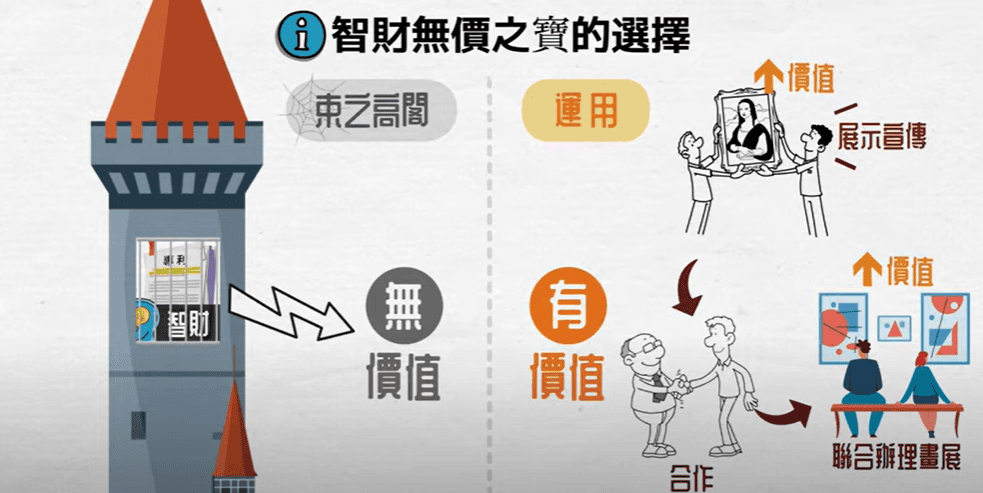 i 智財無價之寶的選擇
束之高閣
運用
價值
展示宣傳
專利
智財
無
價值
有
價值
價值
合作
聯合辦理畫展